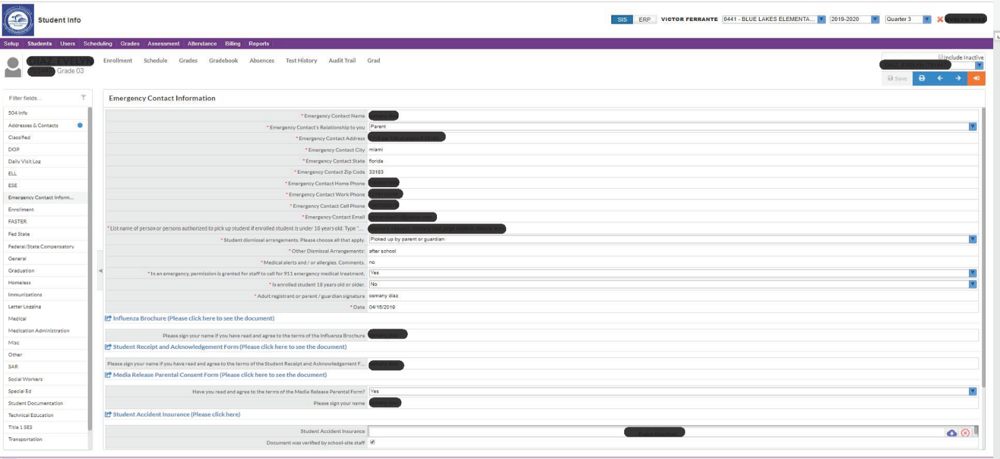 Student Info
SIS ERP VICTOR FERRANTE 0441 - BLUE LAKES ELEMENTA... 2019-2020 Quarter 3
Setup Students Users Scheduling Grades Assessment Attendance Billing Reports
Grade 03
Enrollment Schedule Grades Gradebook Absences Test History Audit Trail Grad
Include Inactive
Save
Filter fields...
504 Info
Addresses & Contacts
Classified
DOP
Daily Visit Log
ELL
ESE
Emergency Contact Inform...
Enrollment
FASTER
Fed State
Federal/State Compensatory
General
Graduation
Homeless
Immunizations
Letter Logging
Medical
Medication Administration
Misc
Other
SAR
Social Workers
Special Ed
Student Documentation
Technical Education
Title 1 SES
Transportation
Emergency Contact Information
* Emergency Contact Name
* Emergency Contact's Relationship to you Parent
* Emergency Contact Address
* Emergency Contact City miami
* Emergency Contact State florida
* Emergency Contact Zip Code 33183
* Emergency Contact Home Phone
* Emergency Contact Work Phone
* Emergency Contact Cell Phone
* Emergency Contact Email
* List name of person or persons authorized to pick up student if enrolled student is under 18 years old: Type "...
* Student dismissal arrangements. Please choose all that apply. Picked up by parent or guardian
* Other Dismissal Arrangements: after school
* Medical alerts and / or allergies. Comments. no
* In an emergency, permission is granted for staff to call for 911 emergency medical treatment. Yes
* Is enrolled student 18 years old or older. No
* Adult registrant or parent / guardian signature osmany diaz
* Date 04/15/2019
Influenza Brochure (Please click here to see the document)
Please sign your name if you have read and agree to the terms of the Influenza Brochure
Student Receipt and Acknowledgement Form (Please click here to see the document)
Please sign your name if you have read and agree to the terms of the Student Receipt and Acknowledgement F...
Media Release Parental Consent Form (Please click here to see the document)
Have you read and agree to the terms of the Media Release Parental Form? Yes
Please sign your name
Student Accident Insurance (Please click here)
Student Accident Insurance
Document was verified by school-site staff